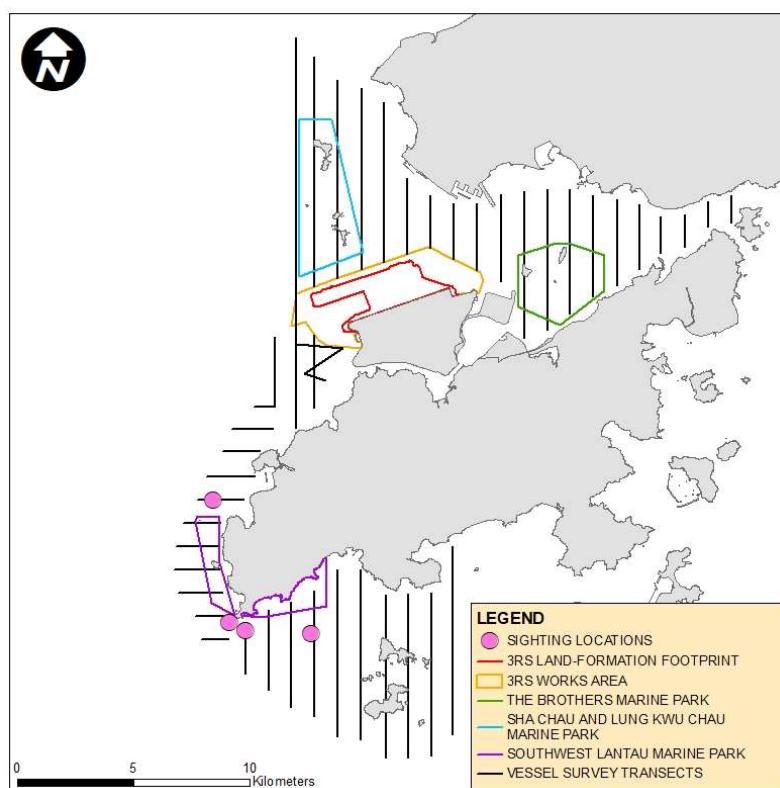 N
LEGEND
SIGHTING LOCATIONS
3RS LAND-FORMATION FOOTPRINT
3RS WORKS AREA
THE BROTHERS MARINE PARK
SHA CHAU AND LUNG KWU CHAU
MARINE PARK
SOUTHWEST LANTAU MARINE PARK
VESSEL SURVEY TRANSECTS
0 5 10
Kilometers